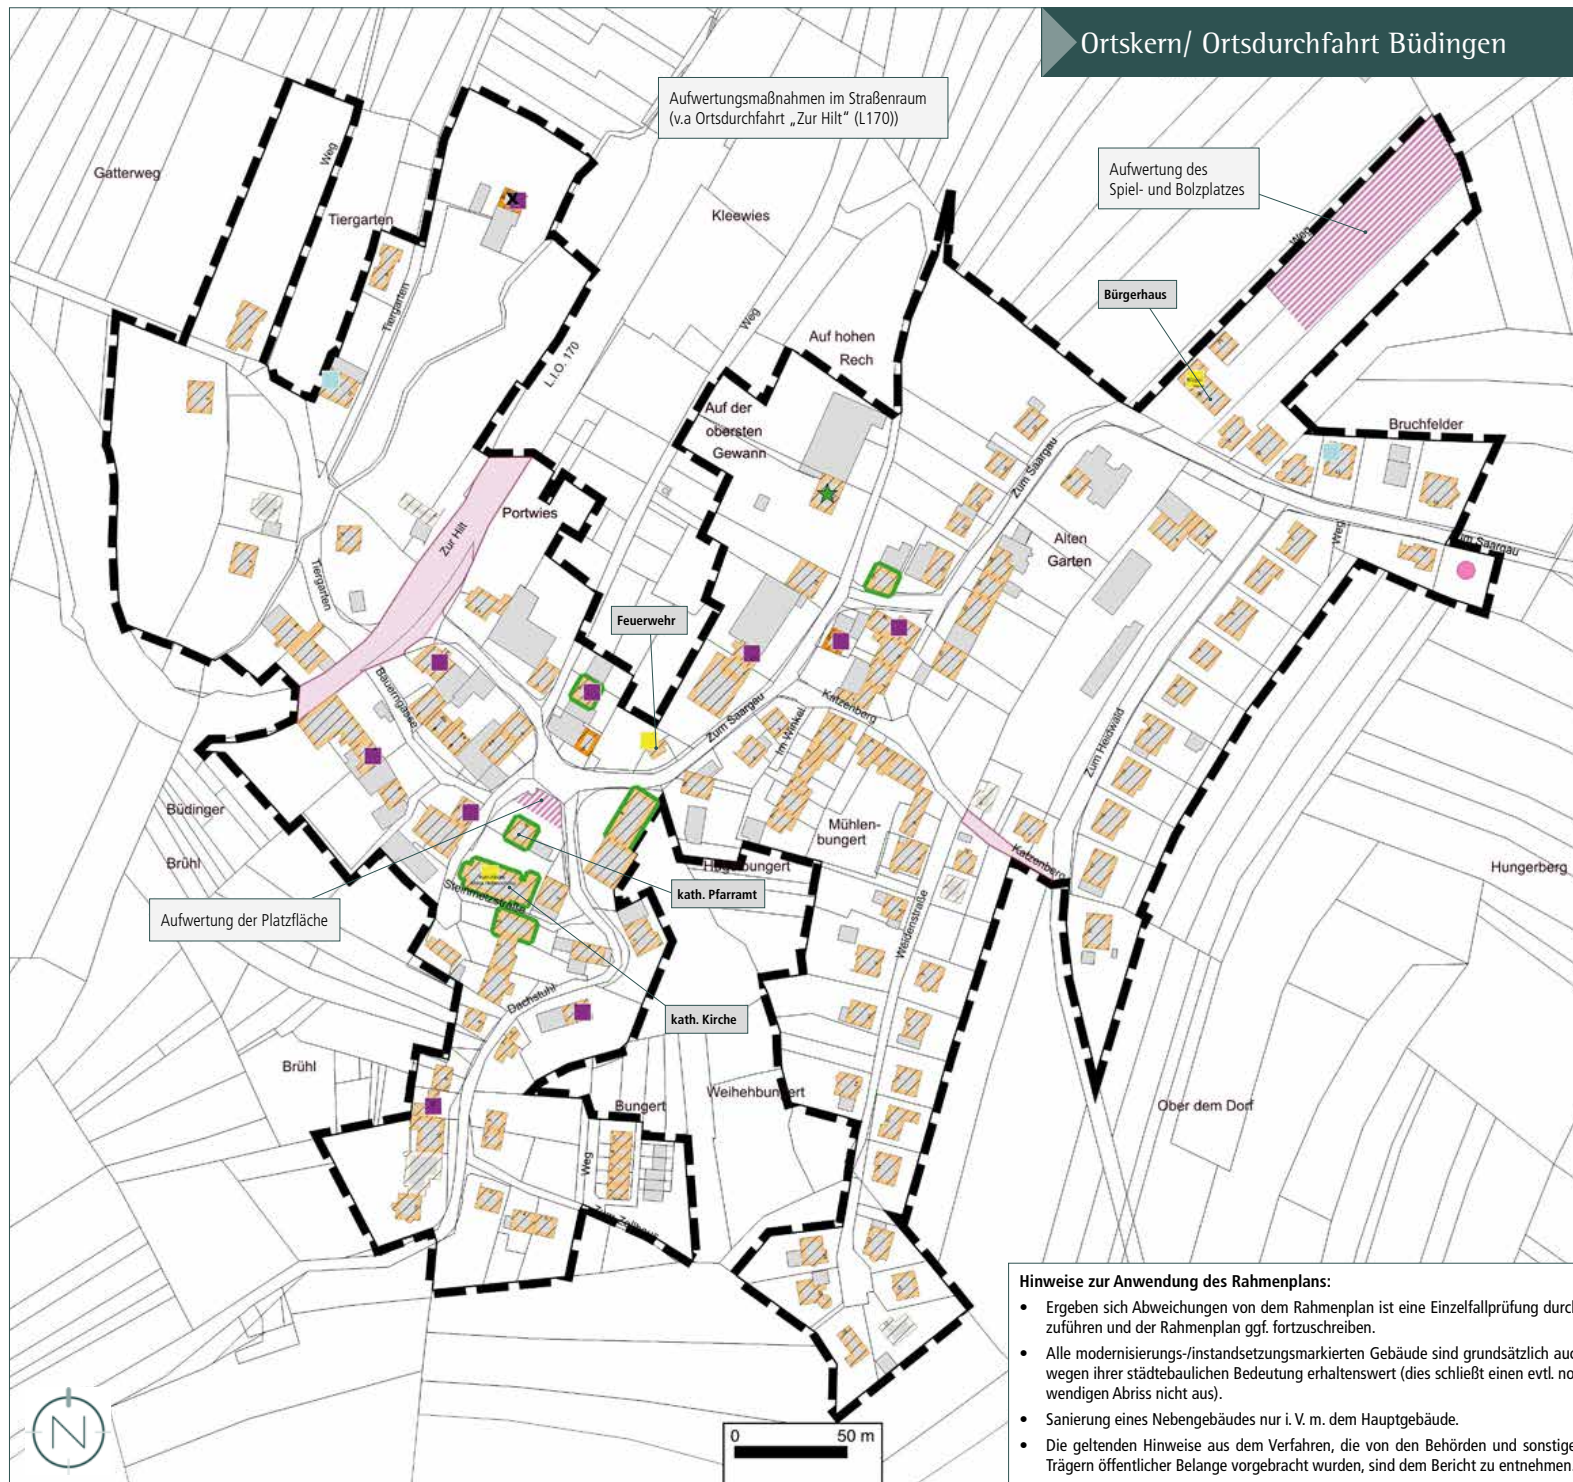 Ortskern/ Ortsdurchfahrt Büdingen
Aufwertungsmaßnahmen im Straßenraum
(v.a Ortsdurchfahrt „Zur Hilt“ (L170))
Aufwertung des
Spiel- und Bolzplatzes
Gatterweg
Weg
Tiergarten
Kleewies
Weg
Bürgerhaus
Tiergarten
Weg
Auf hohen
Rech
L.I.O. 170
Auf der
obersten
Gewann
Bruchfelder
Zum Saargau
Portwies
Zur Hilt
Alten
Garten
Weg
Im Saargau
Tiergarten
Feuerwehr
Bauerngasse
Zum Saargau
Im Winkel
Katzenberg
Zum Heidwald
Büdinger
Brühl
Mühlen-
bungert
Katzenberg
Hungerberg
kath. Pfarramt
Steinmetzstraße
Aufwertung der Platzfläche
Weidenstraße
Dachstuhl
kath. Kirche
Brühl
Bungert
Weihehbungert
Ober dem Dorf
Weg
Hinweise zur Anwendung des Rahmenplans:
• Ergeben sich Abweichungen von dem Rahmenplan ist eine Einzelfallprüfung durch
zuführen und der Rahmenplan ggf. fortzuschreiben.
• Alle modernisierungs-/instandsetzungsmarkierten Gebäude sind grundsätzlich auc
wegen ihrer städtebaulichen Bedeutung erhaltenswert (dies schließt einen evtl. no
wendigen Abriss nicht aus).
• Sanierung eines Nebengebäudes nur i. V. m. dem Hauptgebäude.
• Die geltenden Hinweise aus dem Verfahren, die von den Behörden und sonstige
Trägern öffentlicher Belange vorgebracht wurden, sind dem Bericht zu entnehmen.
N
0 50 m